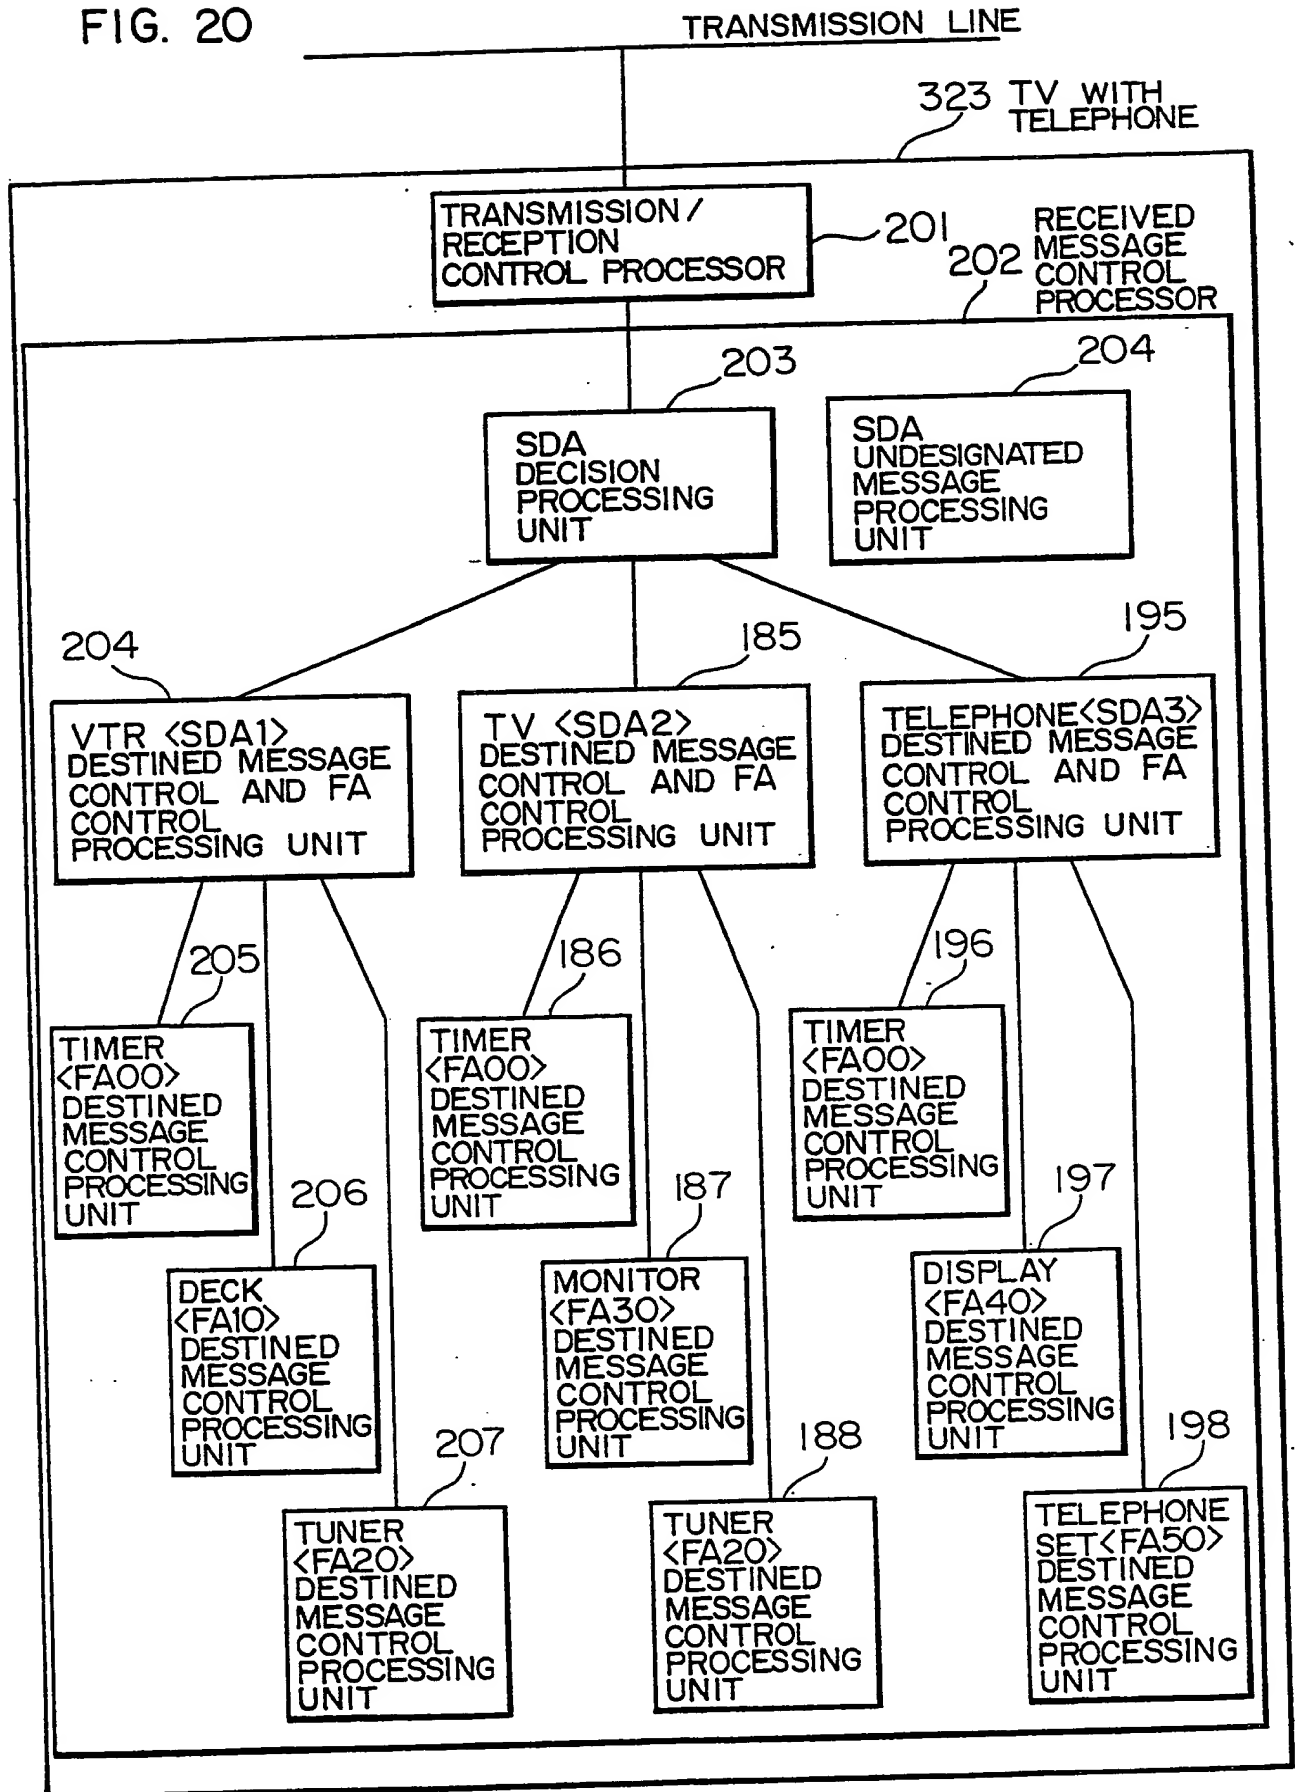 FIG. 20
TRANSMISSION LINE
323 TV WITH
TELEPHONE
TRANSMISSION /
RECEPTION
CONTROL PROCESSOR
201
202
RECEIVED
MESSAGE
CONTROL
PROCESSOR
203
204
SDA
DECISION
PROCESSING
UNIT
SDA
UNDESIGNATED
MESSAGE
PROCESSING
UNIT
204
185
195
VTR <SDA1>
DESTINED MESSAGE
CONTROL AND FA
CONTROL
PROCESSING UNIT
TV <SDA2>
DESTINED MESSAGE
CONTROL AND FA
CONTROL
PROCESSING UNIT
TELEPHONE<SDA3>
DESTINED MESSAGE
CONTROL AND FA
CONTROL
PROCESSING UNIT
205
186
196
TIMER
<FA00>
DESTINED
MESSAGE
CONTROL
PROCESSING
UNIT
TIMER
<FA00>
DESTINED
MESSAGE
CONTROL
PROCESSING
UNIT
TIMER
<FA00>
DESTINED
MESSAGE
CONTROL
PROCESSING
UNIT
206
187
197
DECK
<FA10>
DESTINED
MESSAGE
CONTROL
PROCESSING
UNIT
MONITOR
<FA30>
DESTINED
MESSAGE
CONTROL
PROCESSING
UNIT
DISPLAY
<FA40>
DESTINED
MESSAGE
CONTROL
PROCESSING
UNIT
207
188
198
TUNER
<FA20>
DESTINED
MESSAGE
CONTROL
PROCESSING
UNIT
TUNER
<FA20>
DESTINED
MESSAGE
CONTROL
PROCESSING
UNIT
TELEPHONE
SET<FA50>
DESTINED
MESSAGE
CONTROL
PROCESSING
UNIT